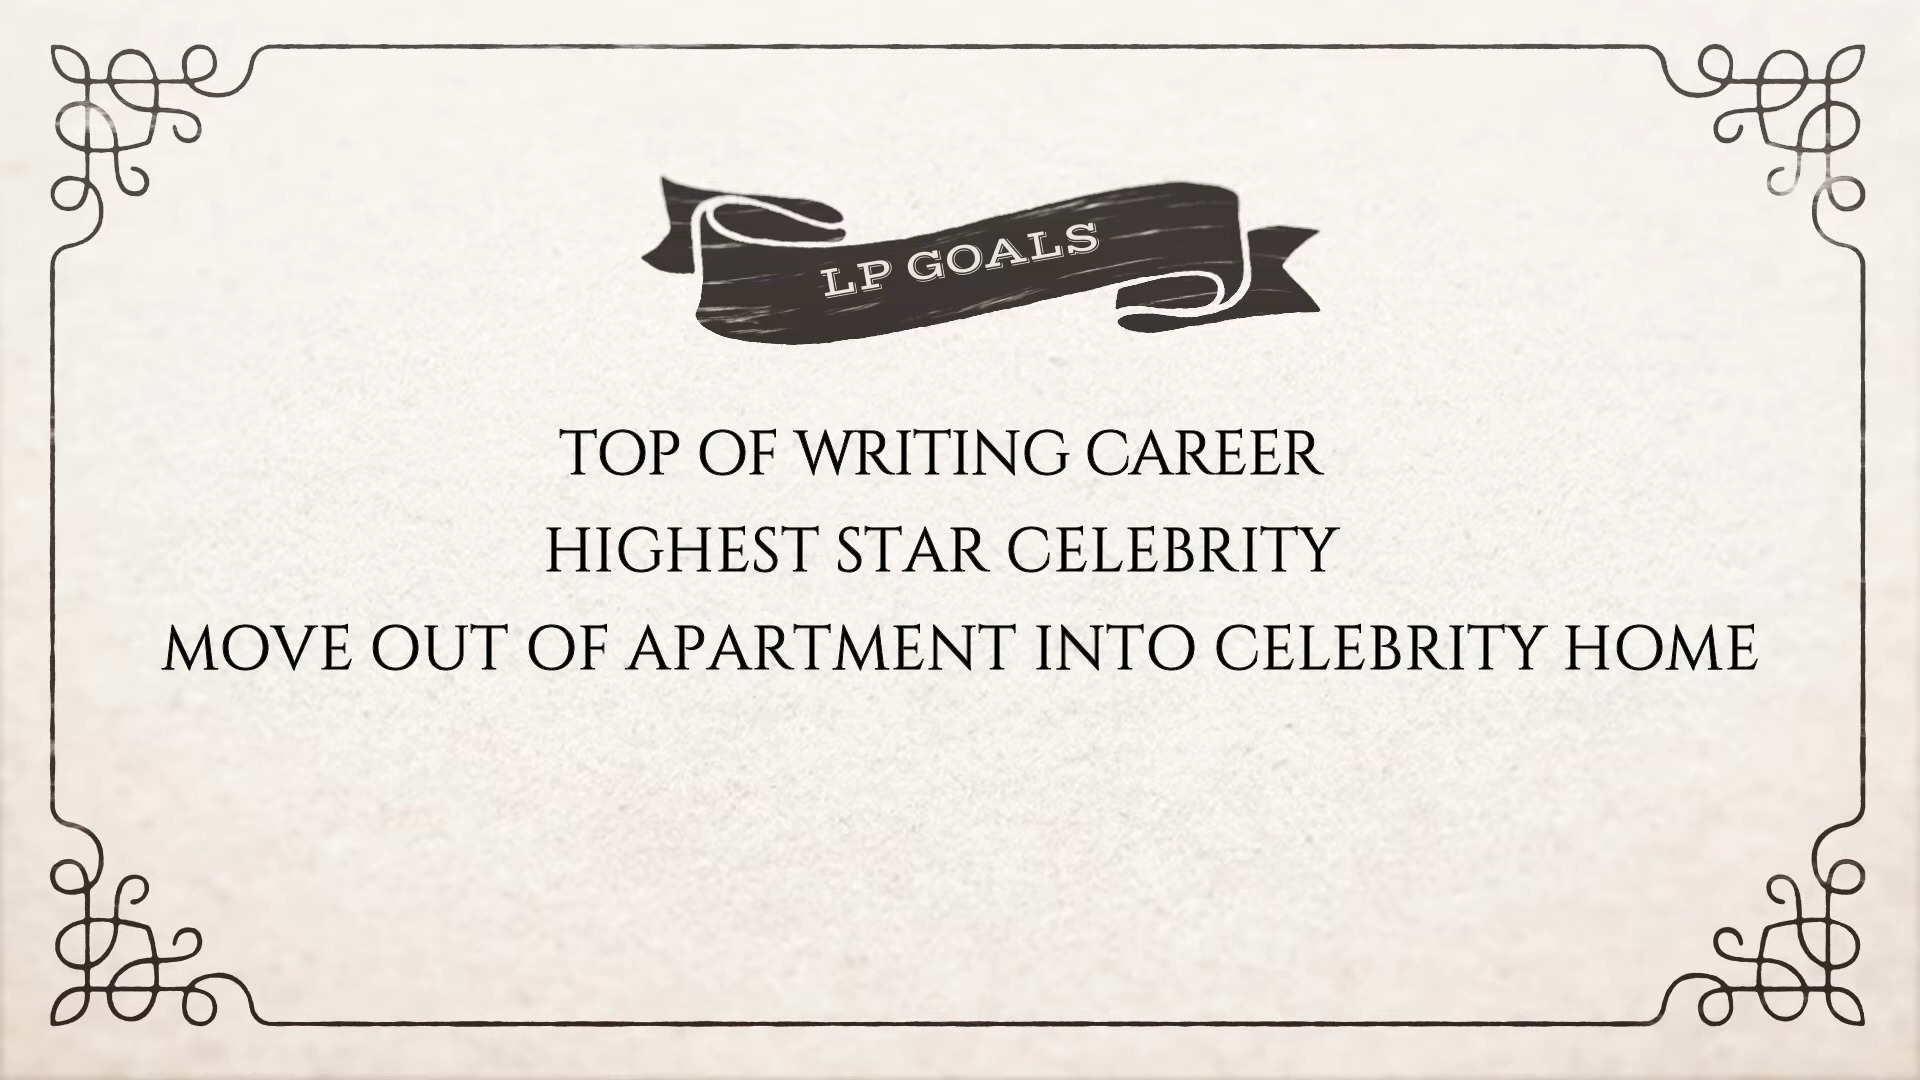 LP GOALS
TOP OF WRITING CAREER
HIGHEST STAR CELEBRITY
MOVE OUT OF APARTMENT INTO CELEBRITY HOME